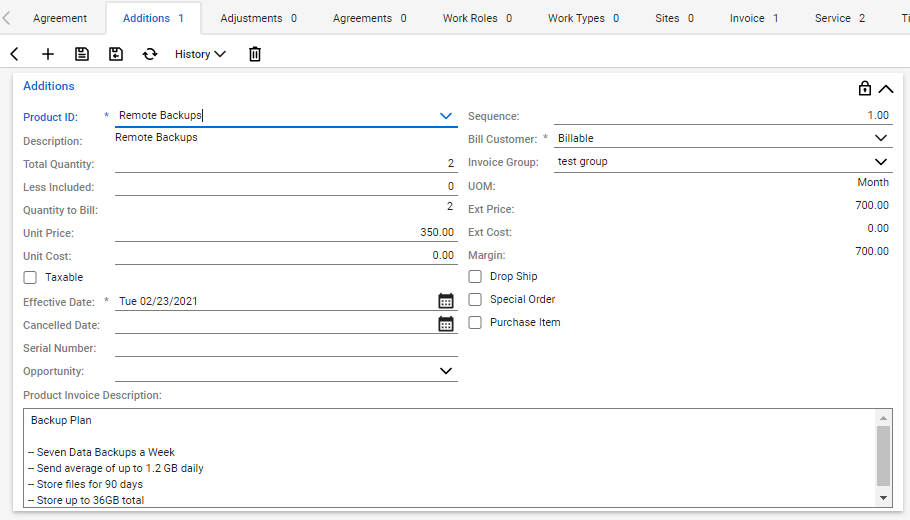 Agreement Additions 1 Adjustments 0 Agreements 0 Work Roles 0 Work Types 0 Sites 0 Invoice 1 Service 2
History
Additions
Product ID: * Remote Backups
Description: Remote Backups
Total Quantity: 2
Less Included: 0
Quantity to Bill: 2
Unit Price: 350.00
Unit Cost: 0.00
Taxable
Effective Date: * Tue 02/23/2021
Cancelled Date:
Serial Number:
Opportunity:
Sequence: 1.00
Bill Customer: * Billable
Invoice Group: test group
UOM: Month
Ext Price: 700.00
Ext Cost: 0.00
Margin: 700.00
Drop Ship
Special Order
Purchase Item
Product Invoice Description:
Backup Plan
-- Seven Data Backups a Week
-- Send average of up to 1.2 GB daily
-- Store files for 90 days
-- Store up to 36GB total